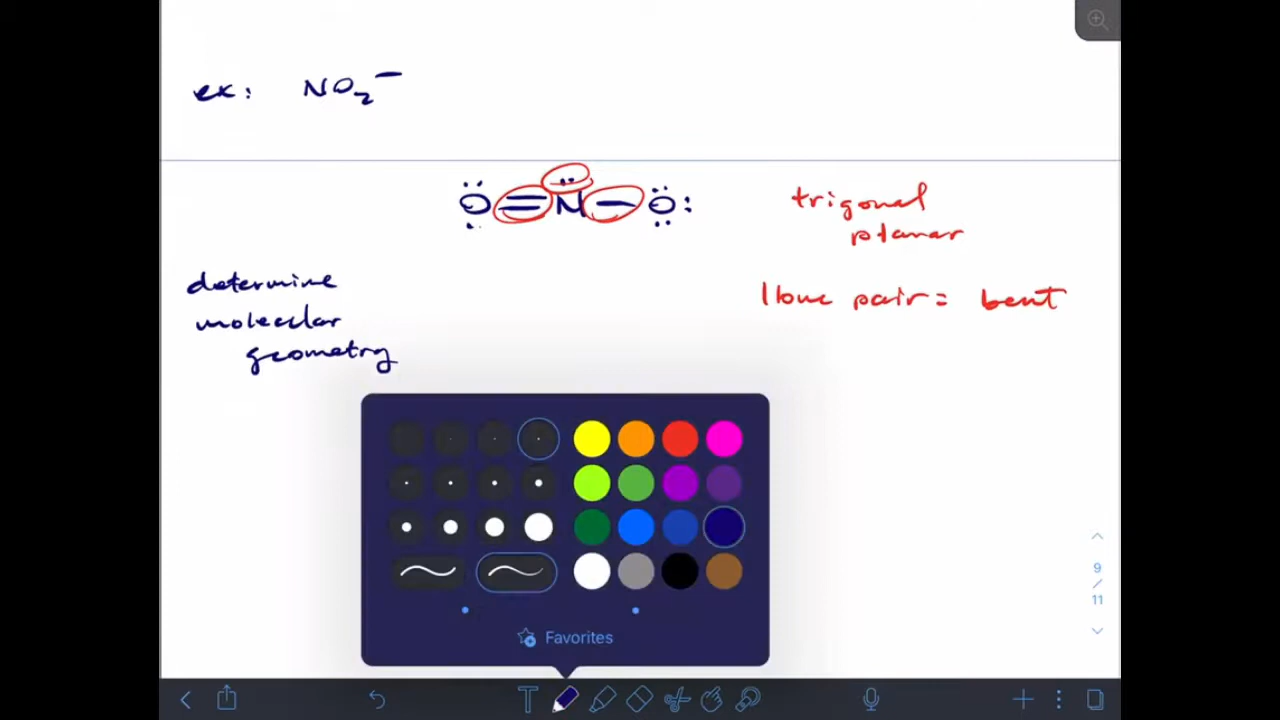 ex: NO₂⁻
:Ö=N̈-Ö:
trigonal
planar
determine
1 lone pair = bent
molecular
geometry
9
/
11
Favorites
T